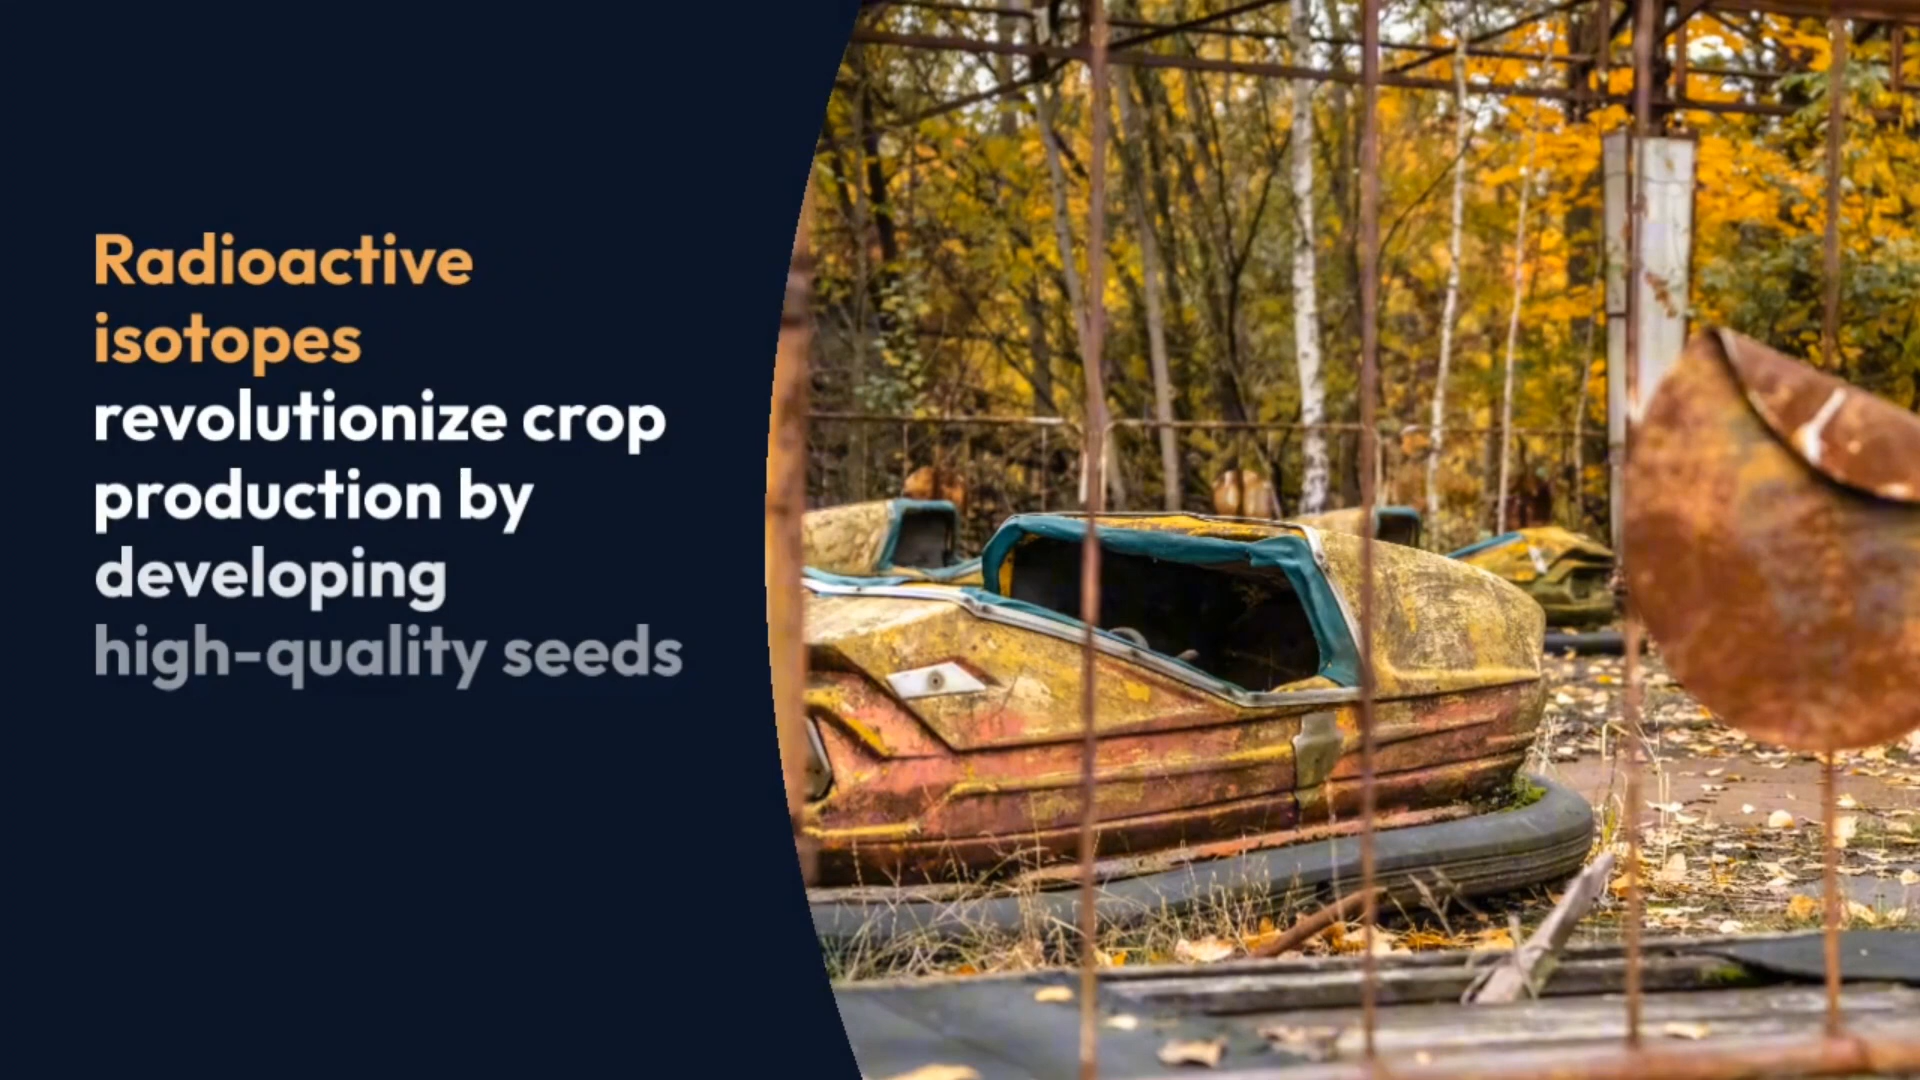 Radioactive
isotopes
revolutionize crop
production by
developing
high-quality seeds